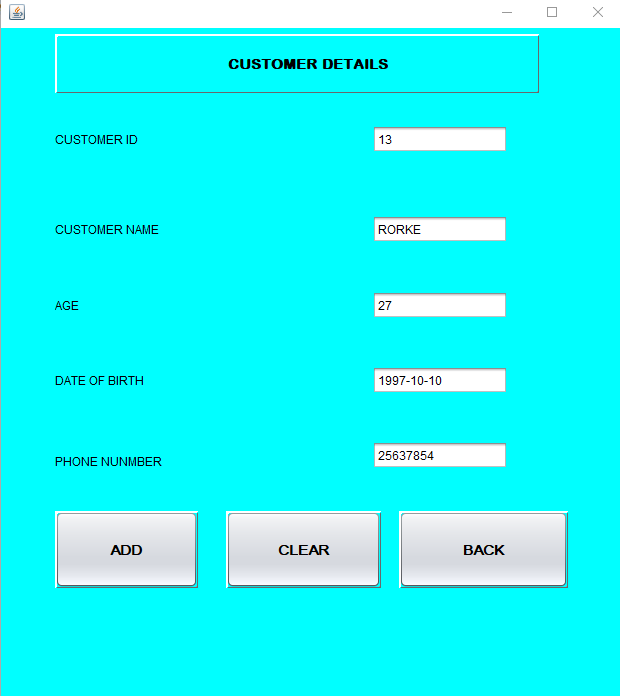 CUSTOMER DETAILS
CUSTOMER ID 13
CUSTOMER NAME RORKE
AGE 27
DATE OF BIRTH 1997-10-10
PHONE NUNMBER 25637854
ADD CLEAR BACK